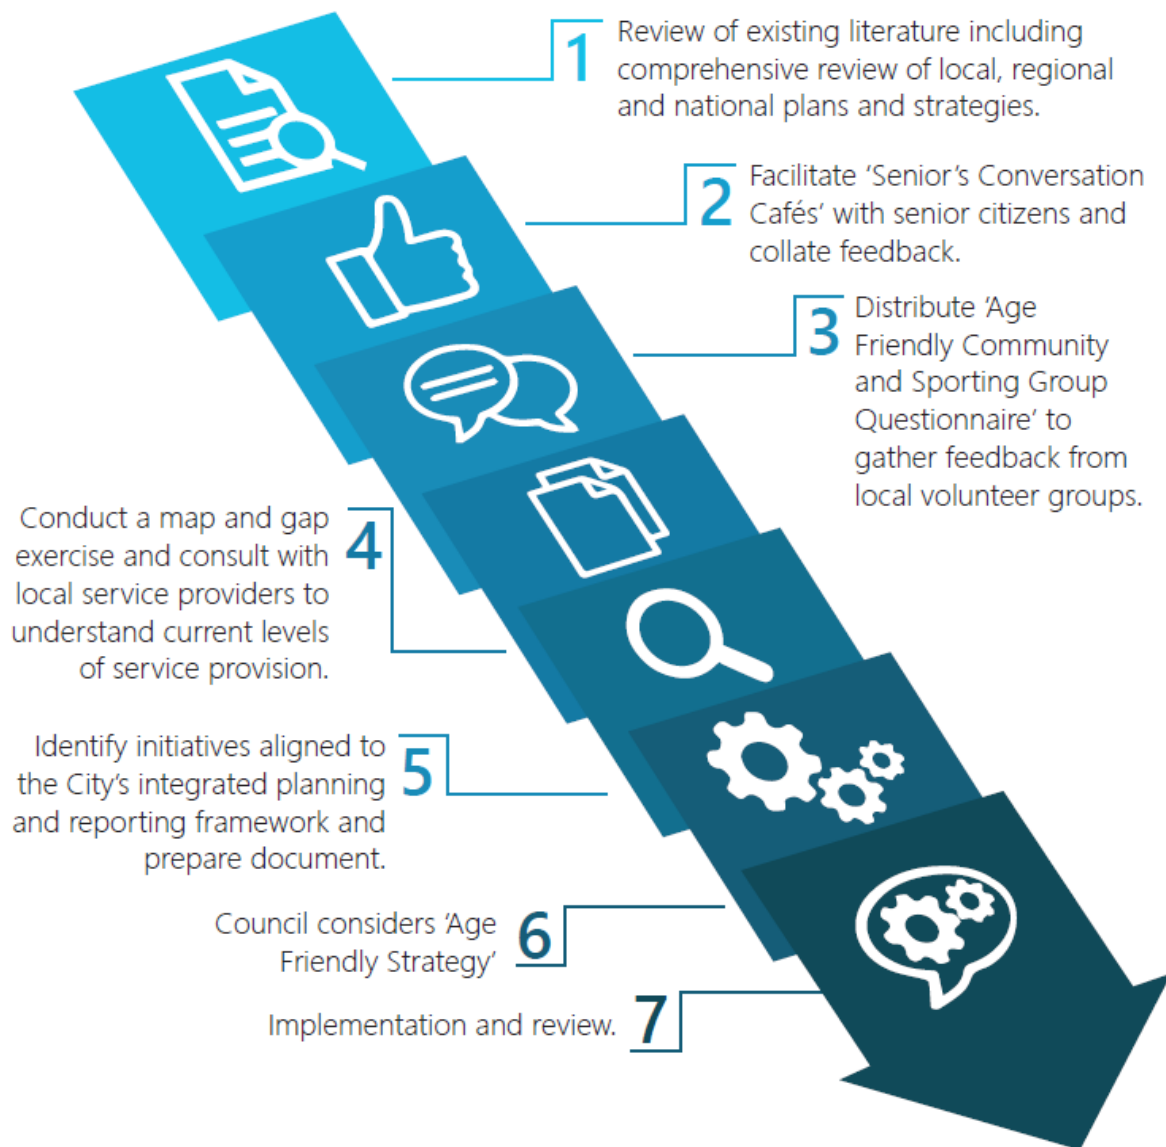 1
Review of existing literature including
comprehensive review of local, regional
and national plans and strategies.
2
Facilitate ‘Senior’s Conversation
Cafés’ with senior citizens and
collate feedback.
3
Distribute ‘Age
Friendly Community
and Sporting Group
Questionnaire’ to
gather feedback from
local volunteer groups.
4
Conduct a map and gap
exercise and consult with
local service providers to
understand current levels
of service provision.
5
Identify initiatives aligned to
the City’s integrated planning
and reporting framework and
prepare document.
6
Council considers ‘Age
Friendly Strategy’
7
Implementation and review.